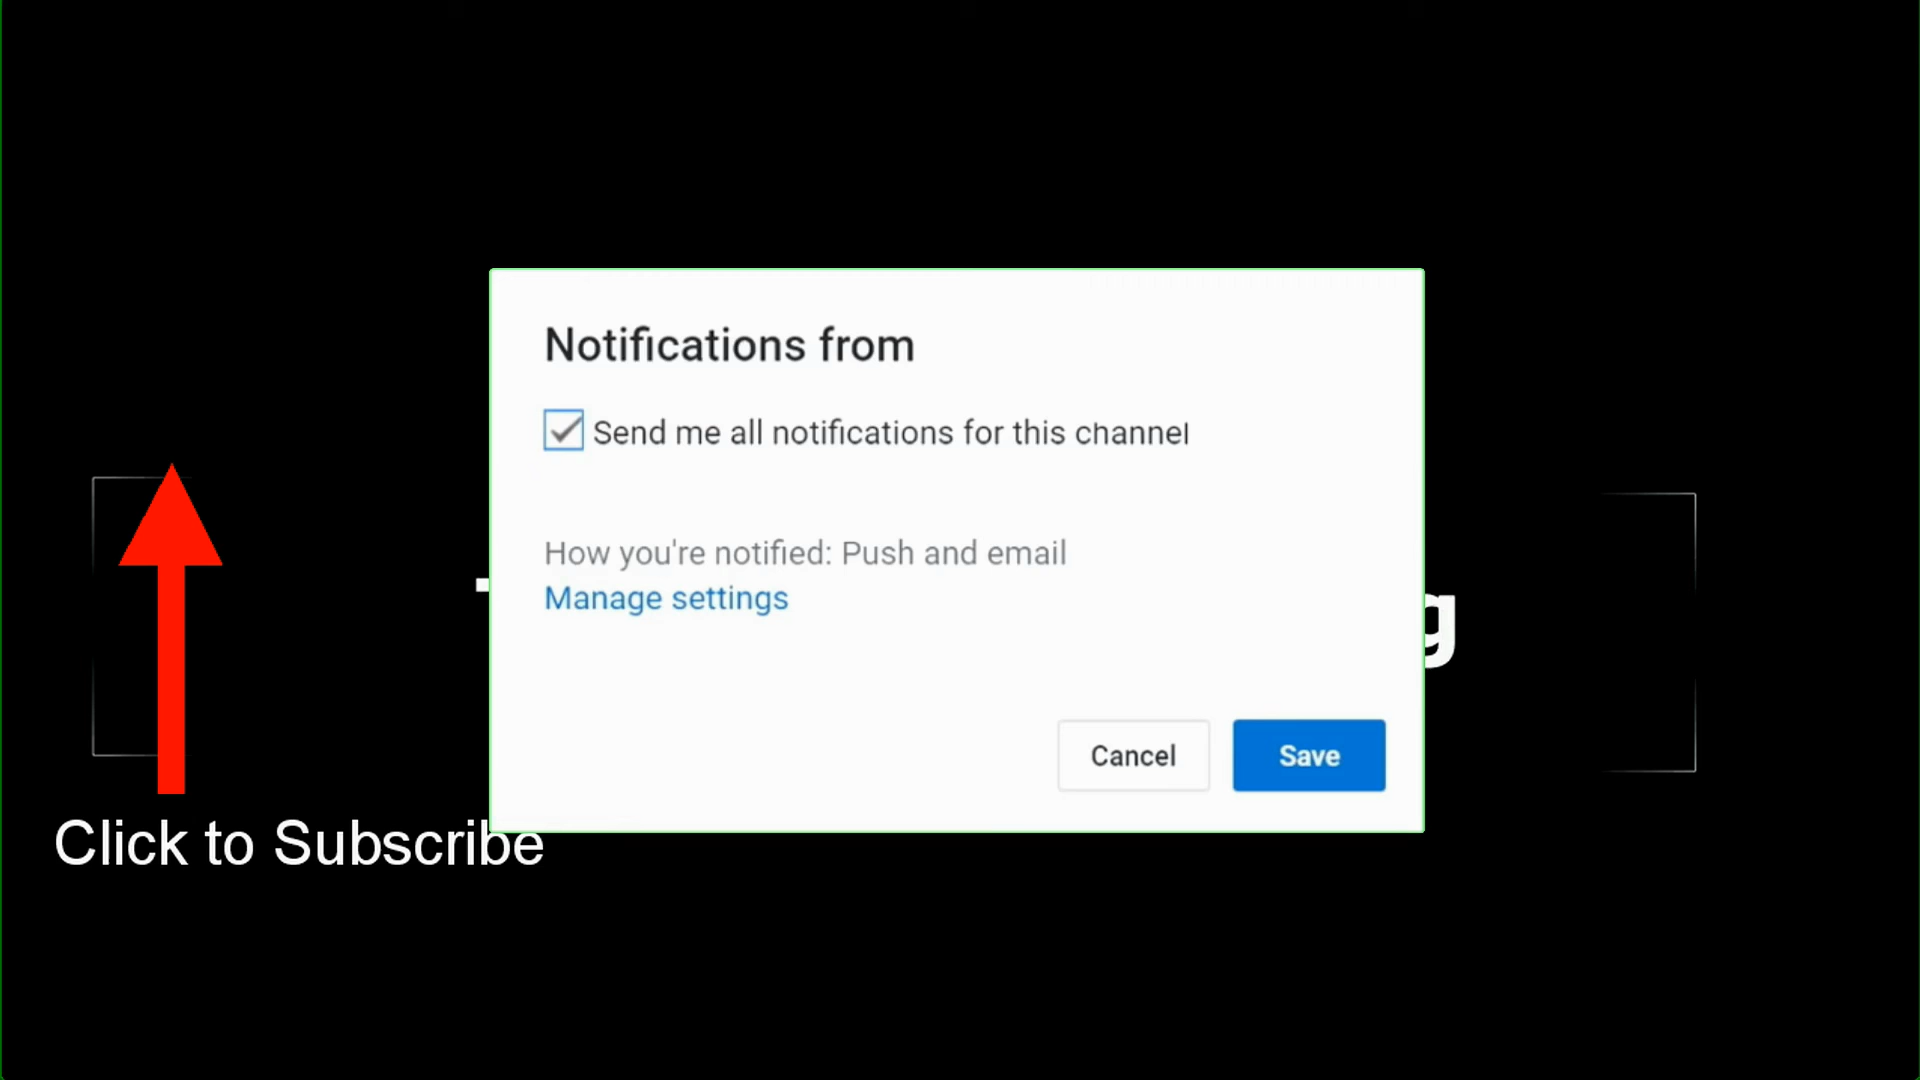 Notifications from
Send me all notifications for this channel
How you're notified: Push and email
Manage settings
Cancel
Save
Click to Subscribe